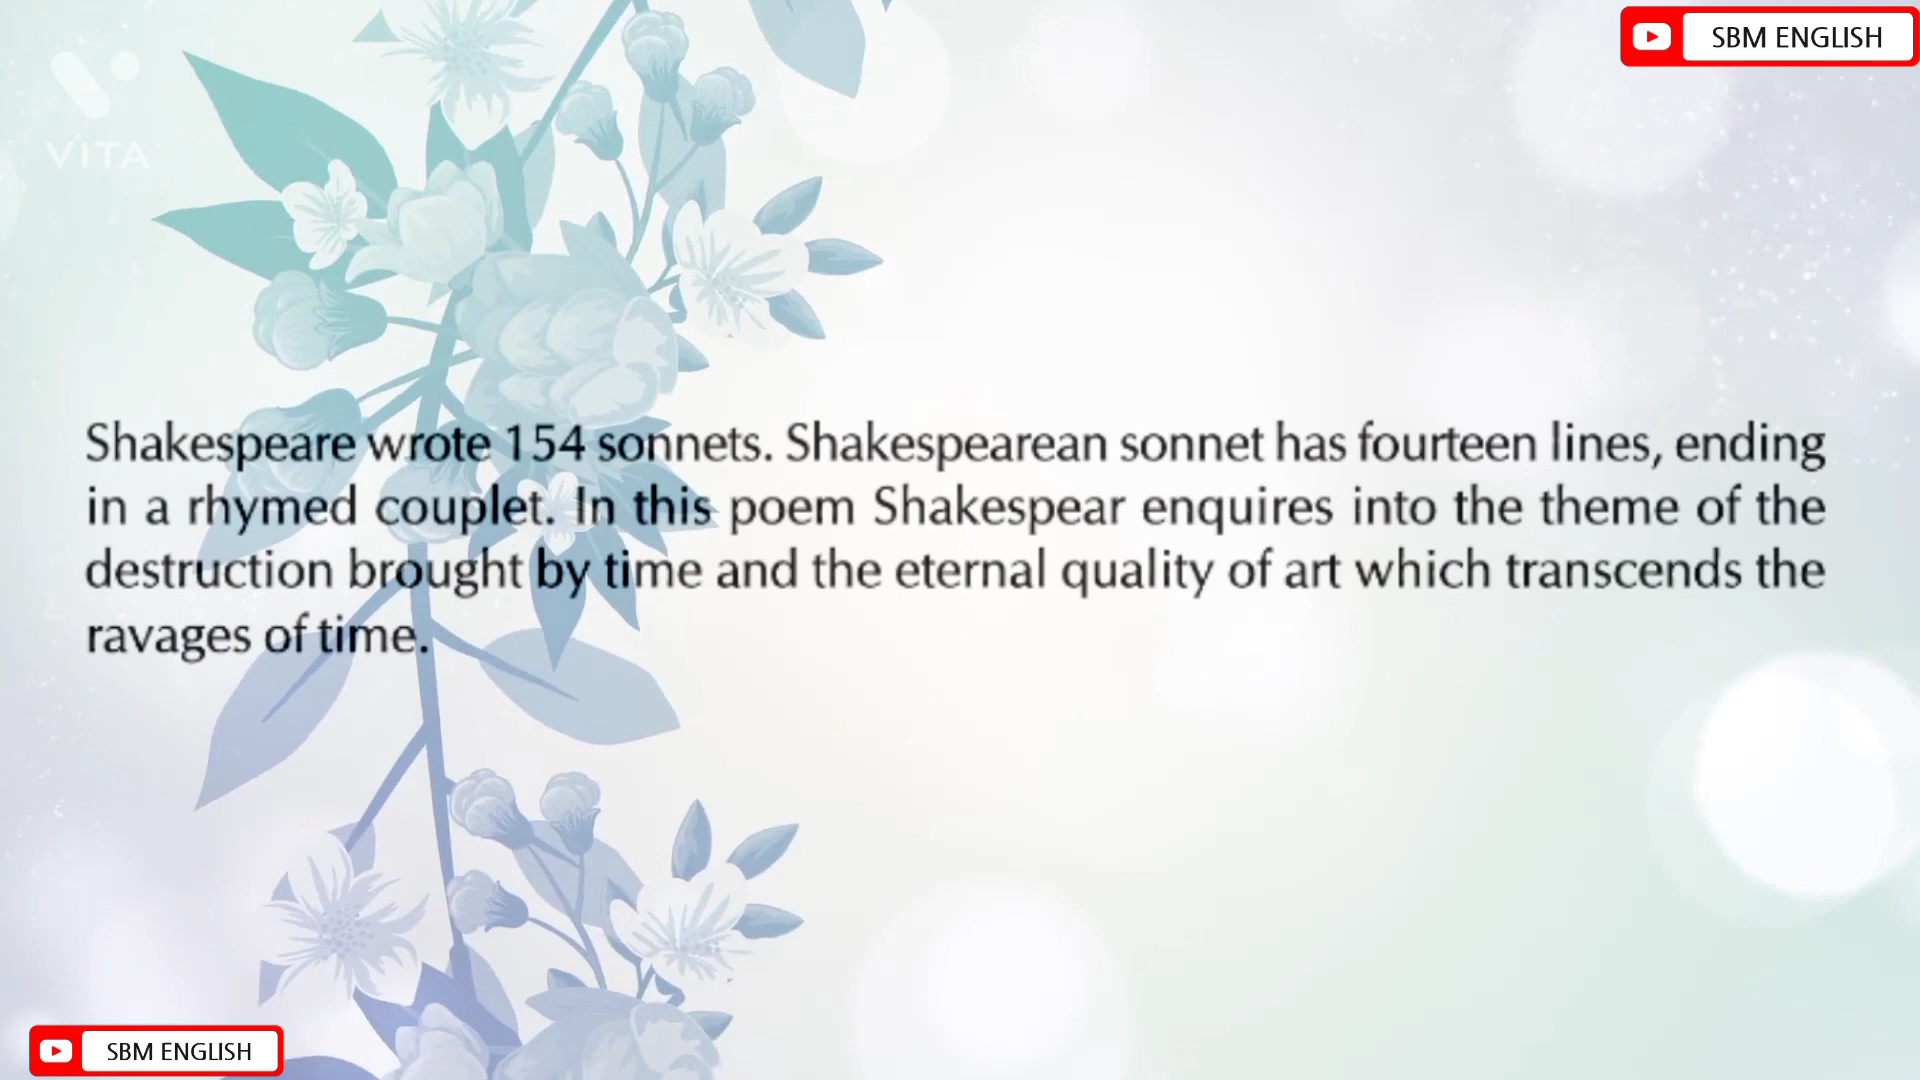 SBM ENGLISH
VITA
Shakespeare wrote 154 sonnets. Shakespearean sonnet has fourteen lines, ending
in a rhymed couplet. In this poem Shakespear enquires into the theme of the
destruction brought by time and the eternal quality of art which transcends the
ravages of time.
SBM ENGLISH